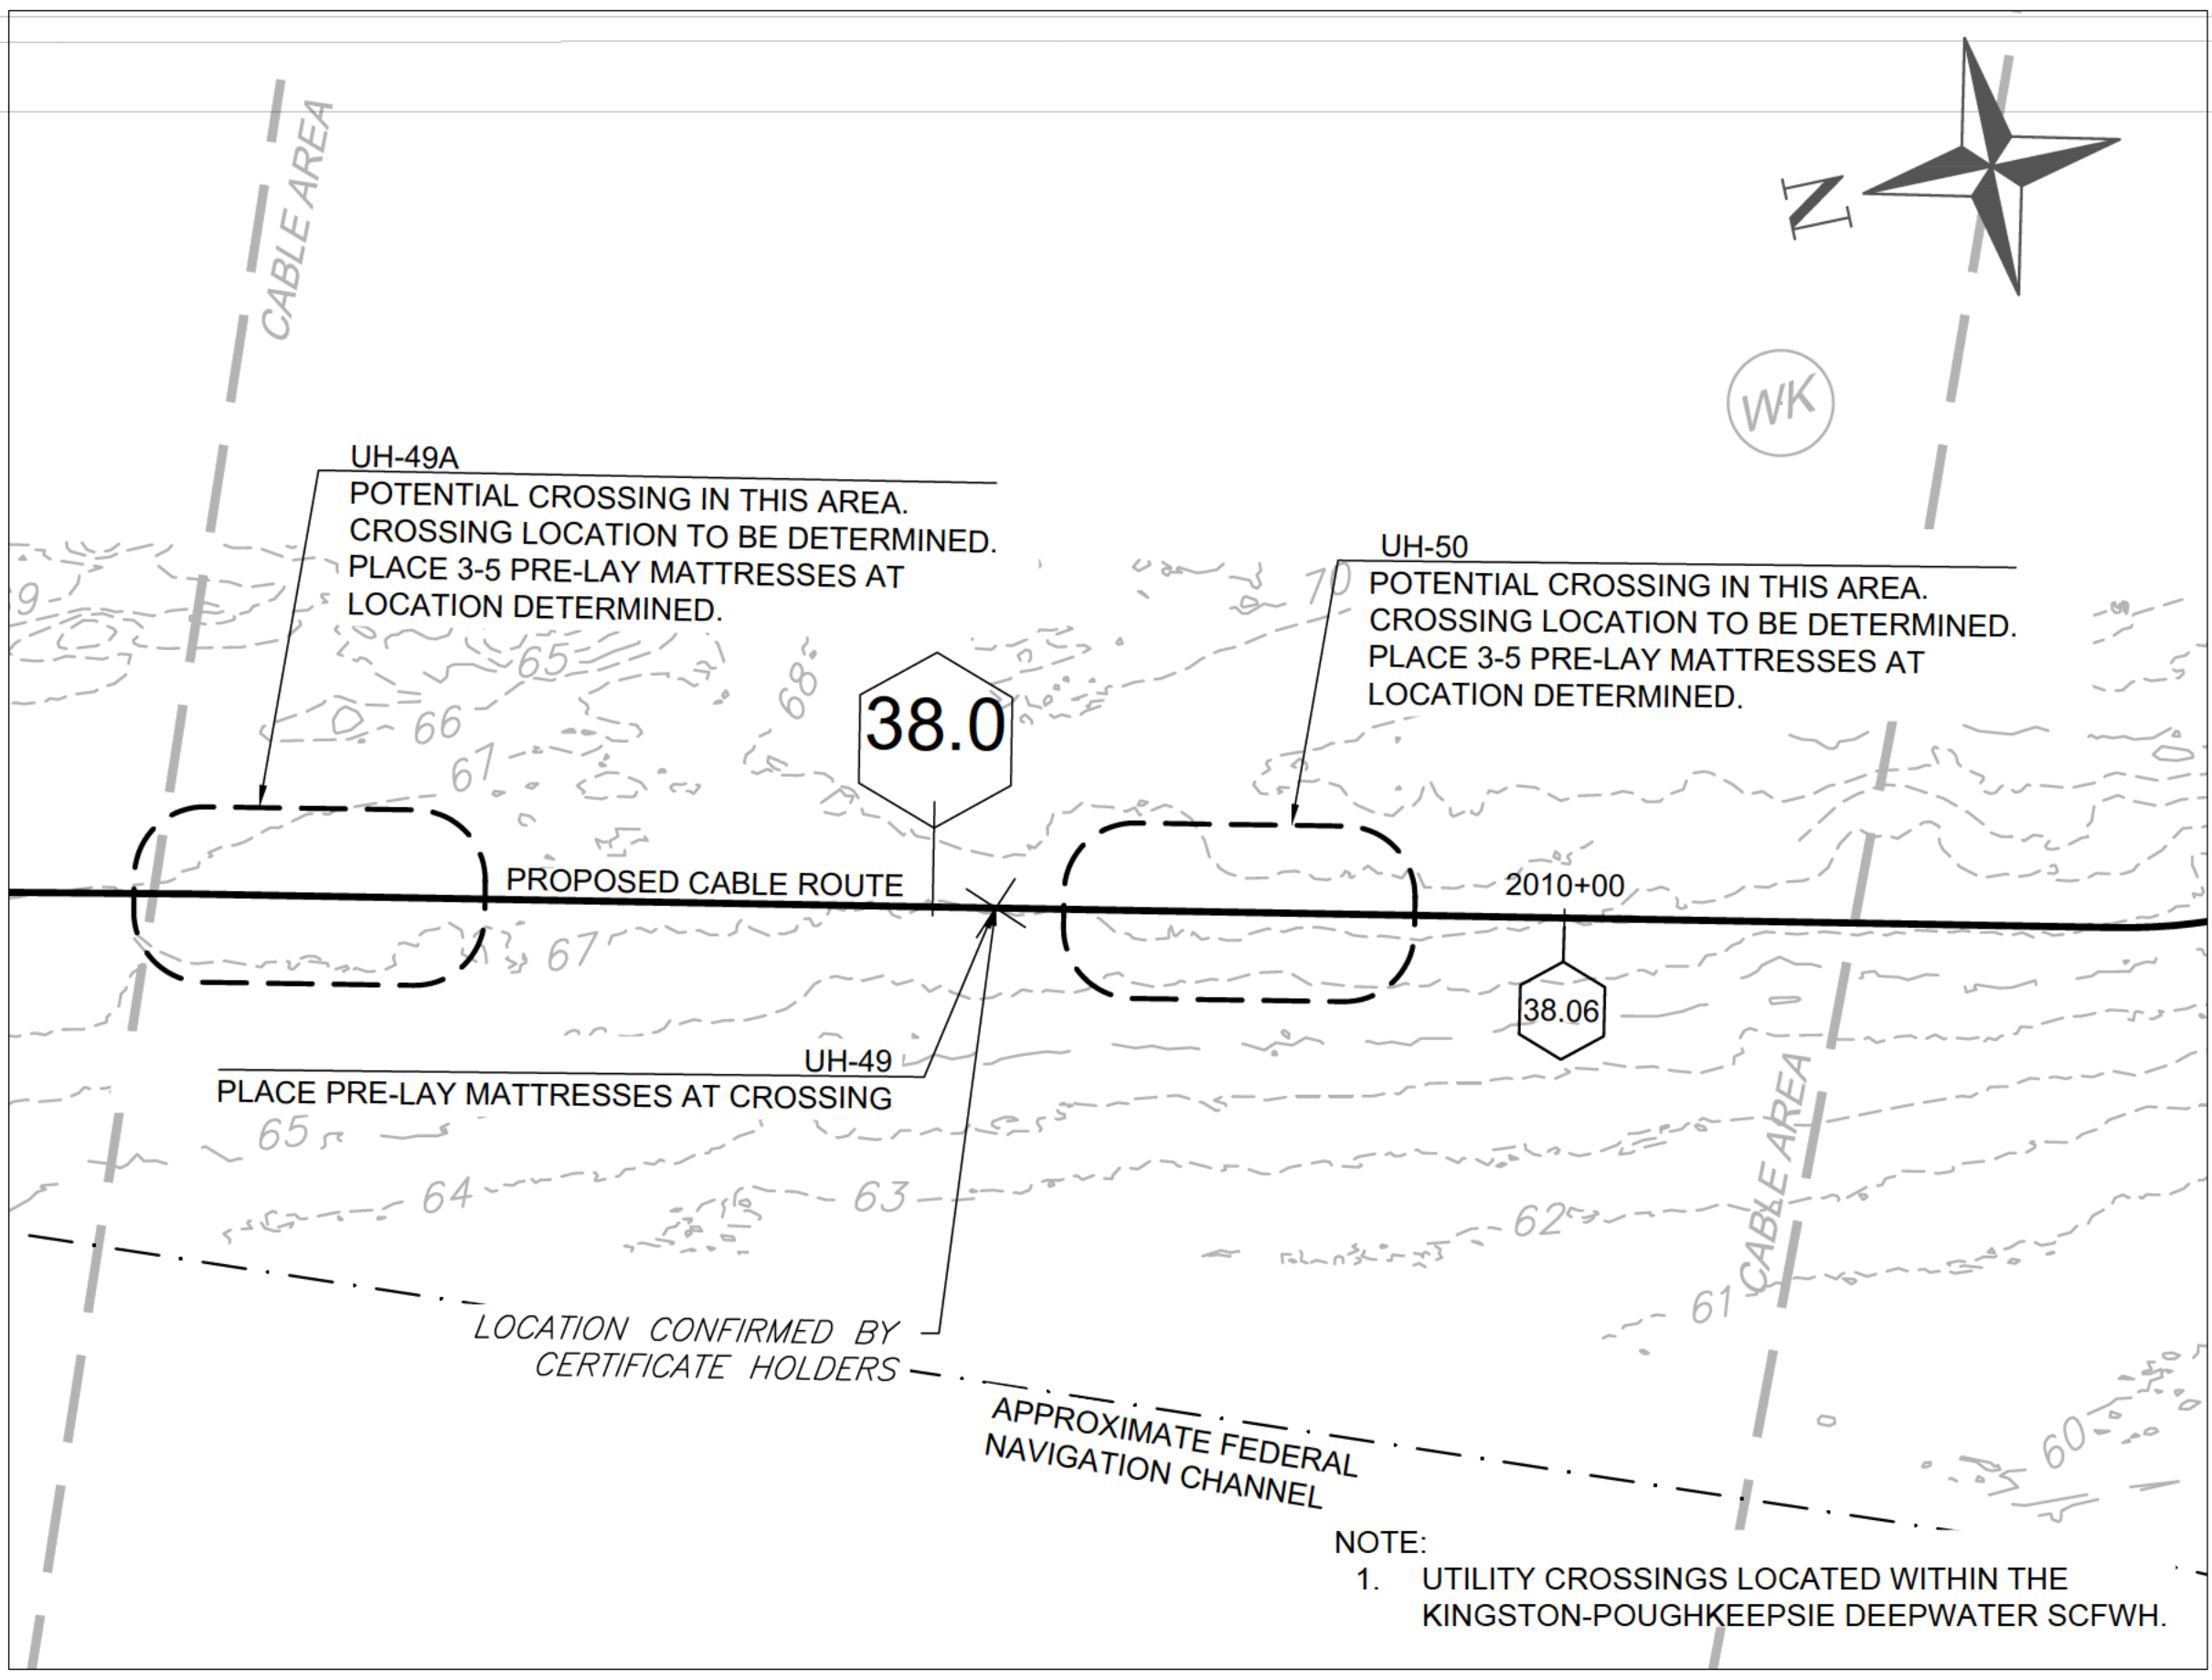 CABLE AREA
N
WK
UH-49A
POTENTIAL CROSSING IN THIS AREA.
CROSSING LOCATION TO BE DETERMINED.
PLACE 3-5 PRE-LAY MATTRESSES AT
LOCATION DETERMINED.
UH-50
POTENTIAL CROSSING IN THIS AREA.
CROSSING LOCATION TO BE DETERMINED.
PLACE 3-5 PRE-LAY MATTRESSES AT
LOCATION DETERMINED.
9
70
65
68
66
67
38.0
PROPOSED CABLE ROUTE
2010+00
67
38.06
UH-49
PLACE PRE-LAY MATTRESSES AT CROSSING
65
64
63
62
61
CABLE AREA
LOCATION CONFIRMED BY
CERTIFICATE HOLDERS
APPROXIMATE FEDERAL
NAVIGATION CHANNEL
60
NOTE:
1. UTILITY CROSSINGS LOCATED WITHIN THE
KINGSTON-POUGHKEEPSIE DEEPWATER SCFWH.